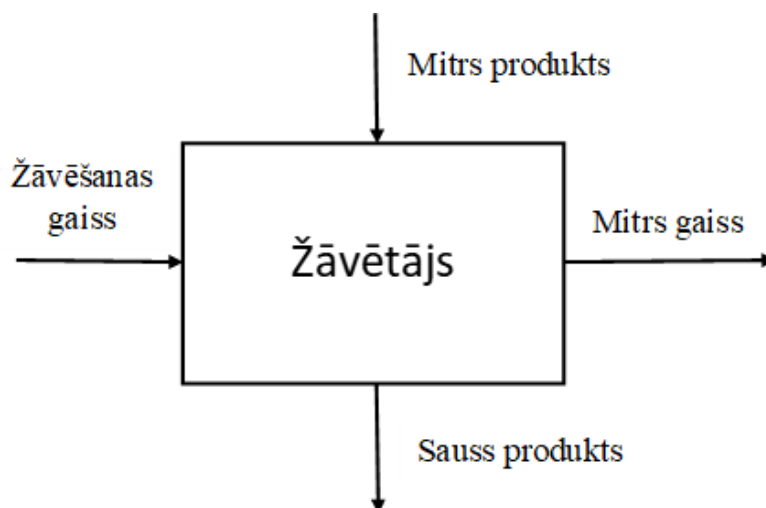 Mitrs produkts
Žāvēšanas
gaiss
Žāvētājs
Mitrs gaiss
Sauss produkts